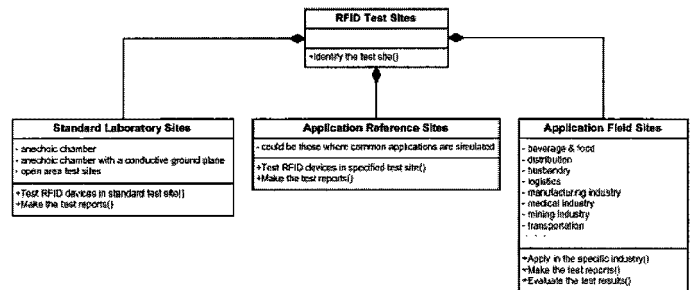 RFID Test Sites
+Identify the test site()
Standard Laboratory Sites
- anechoic chamber
- anechoic chamber with a conductive ground plane
- open area test sites
+Test RFID devices in standard test site()
+Make the test reports()
Application Reference Sites
- could be those where common applications are simulated
+Test RFID devices in specified test site()
+Make the test reports()
Application Field Sites
- beverage & food
- distribution
- husbandry
- logistics
- manufacturing industry
- medical industry
- mining industry
- transportation
- . . .
+Apply in the specific industry()
+Make the test reports()
+Evaluate the test results()